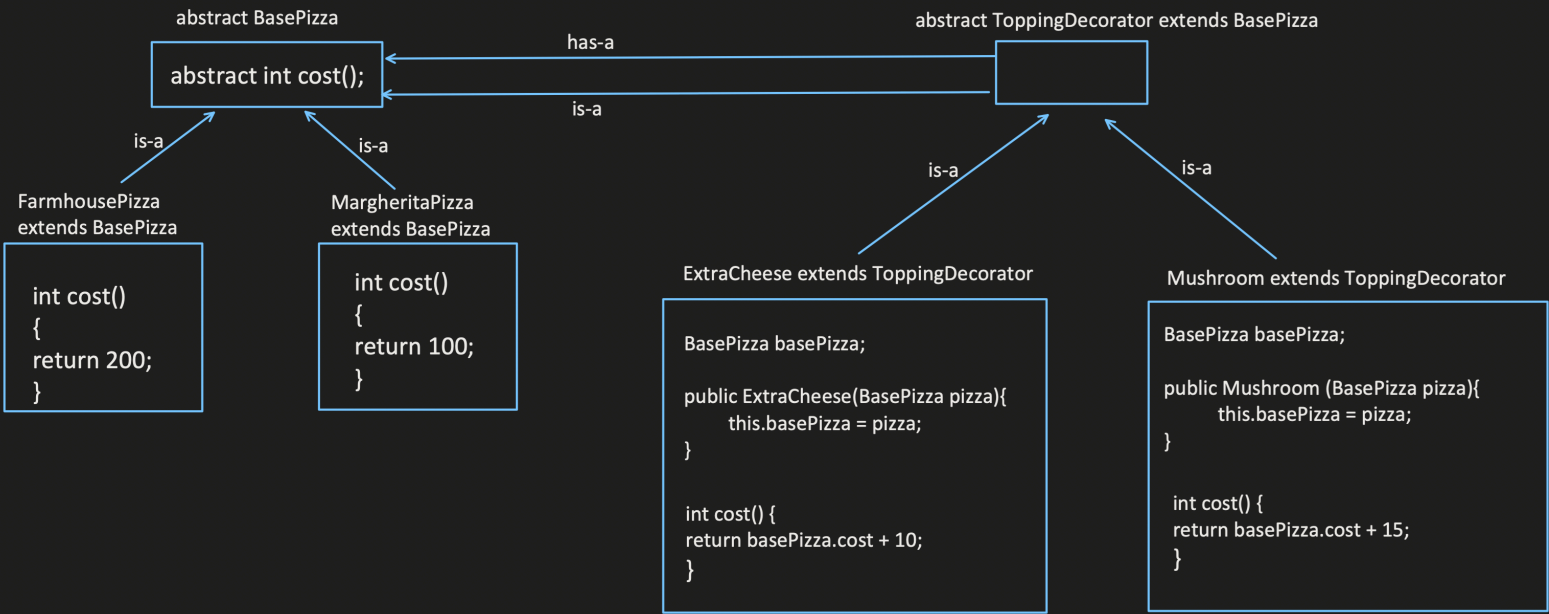 abstract BasePizza
abstract int cost();
has-a
is-a
abstract ToppingDecorator extends BasePizza
is-a
is-a
FarmhousePizza
extends BasePizza
int cost()
{
return 200;
}
MargheritaPizza
extends BasePizza
int cost()
{
return 100;
}
is-a
is-a
ExtraCheese extends ToppingDecorator
BasePizza basePizza;
public ExtraCheese(BasePizza pizza){
this.basePizza = pizza;
}
int cost() {
return basePizza.cost + 10;
}
Mushroom extends ToppingDecorator
BasePizza basePizza;
public Mushroom (BasePizza pizza){
this.basePizza = pizza;
}
int cost() {
return basePizza.cost + 15;
}